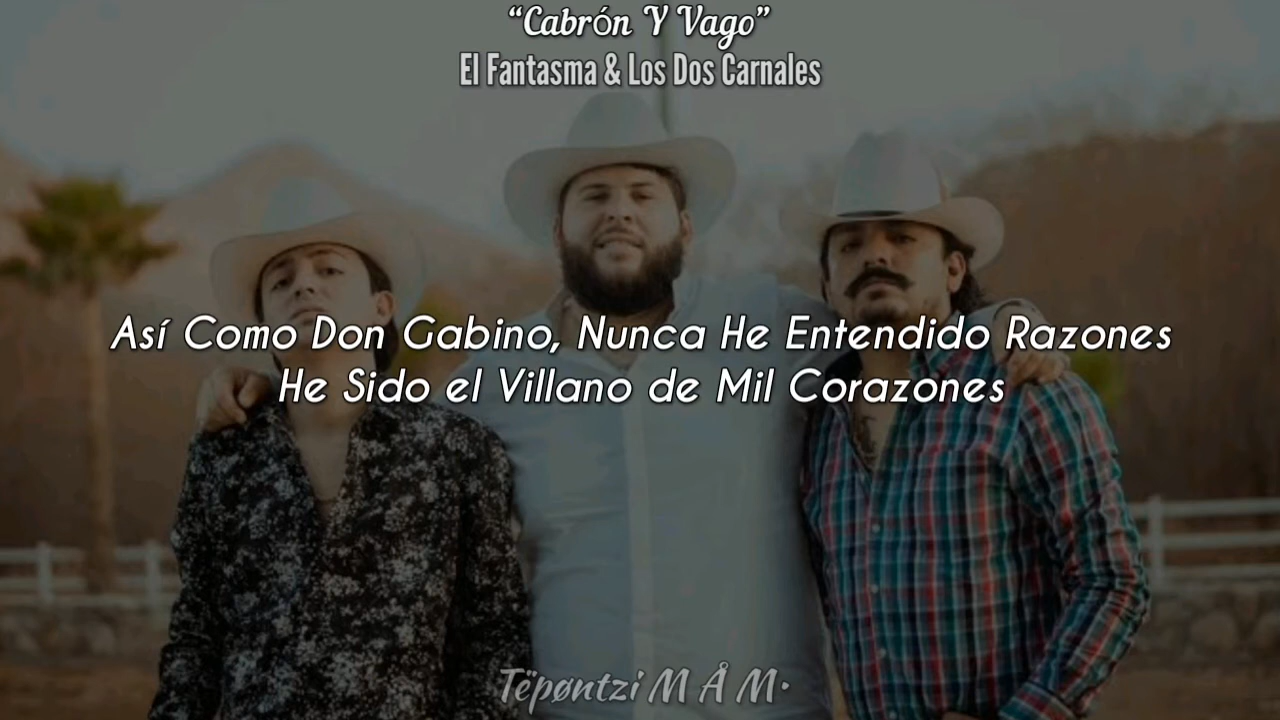 “Cabrón Y Vago”
El Fantasma & Los Dos Carnales
Así Como Don Gabino, Nunca He Entendido Razones
He Sido el Villano de Mil Corazones
Tëpøntzi M Å M•